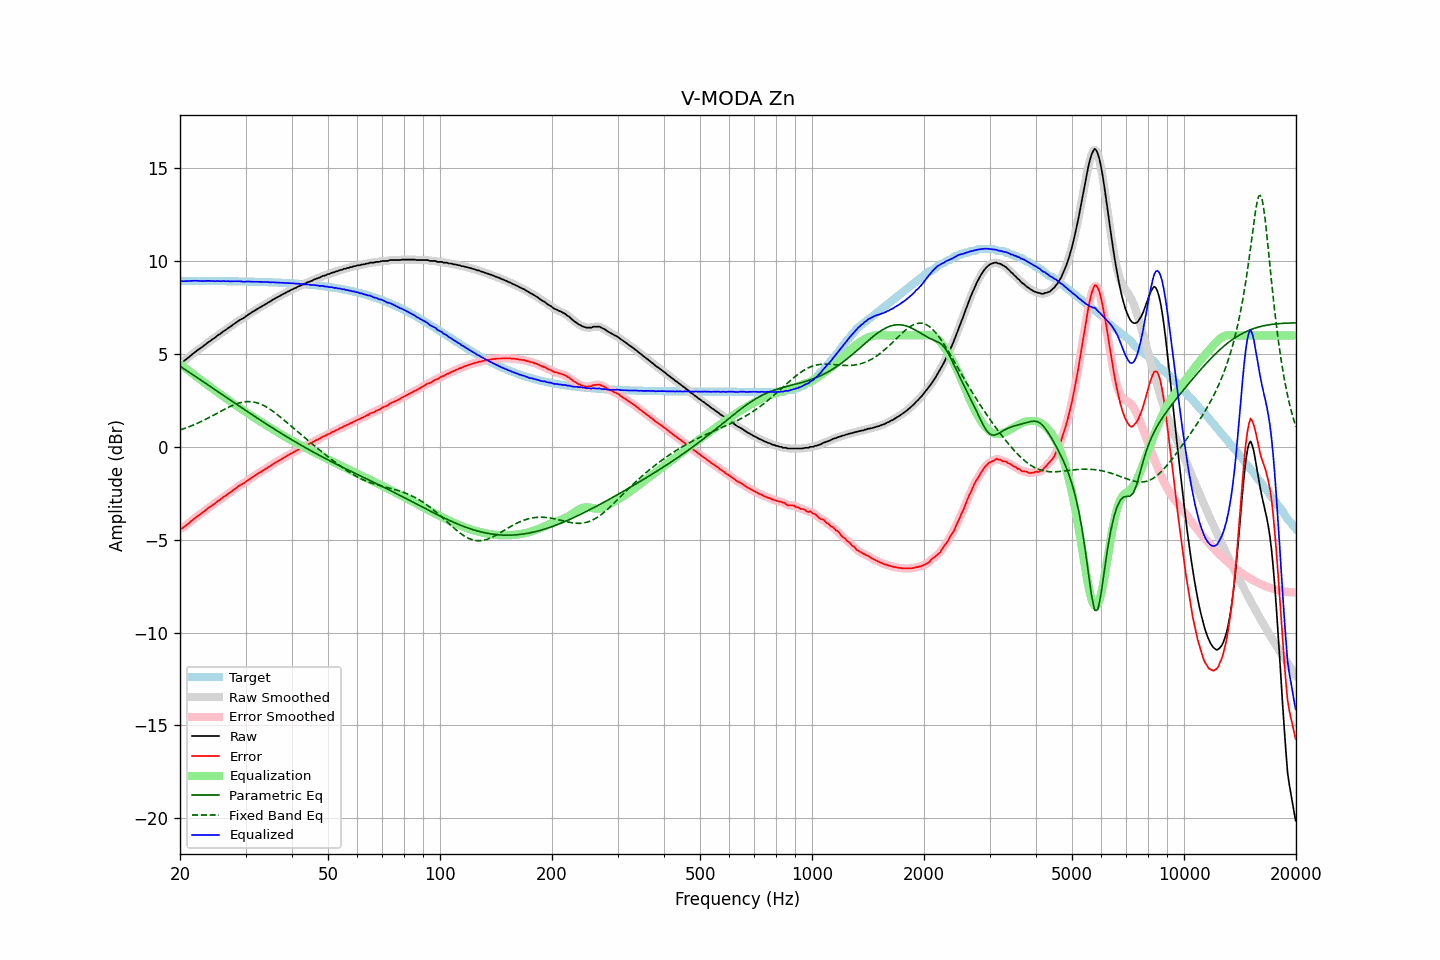 V-MODA Zn
Amplitude (dBr)
15
10
5
0
−5
−10
−15
−20
Target
Raw Smoothed
Error Smoothed
Raw
Error
Equalization
Parametric Eq
Fixed Band Eq
Equalized
20 50 100 200 500 1000 2000 5000 10000 20000
Frequency (Hz)